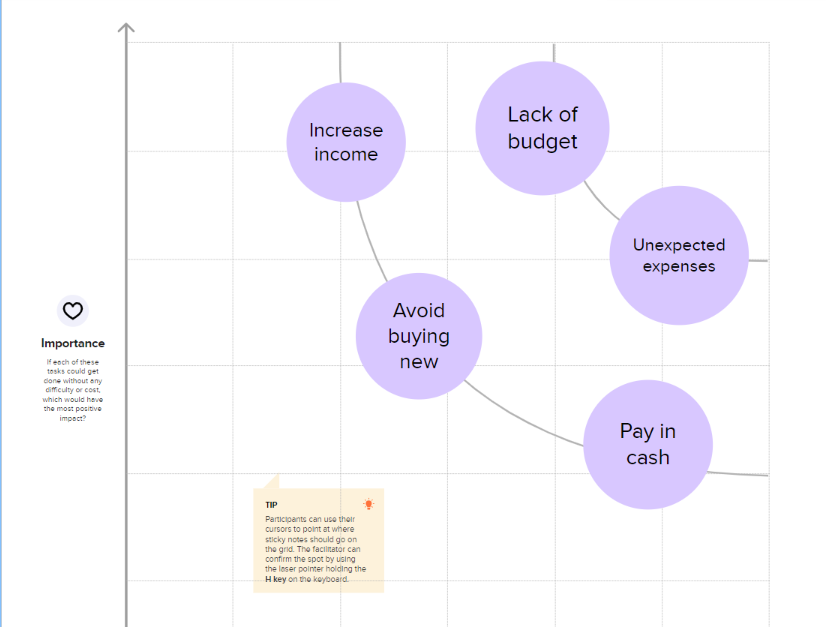 Increase
income
Lack of
budget
Unexpected
expenses
Avoid
buying
new
Pay in
cash
Importance
If each of these
tasks could get
done without any
difficulty or cost,
which would have
the most positive
impact?
TIP
Participants can use their
cursors to point at where
sticky notes should go on
the grid. The facilitator can
confirm the spot by using
the laser pointer holding the
H key on the keyboard.